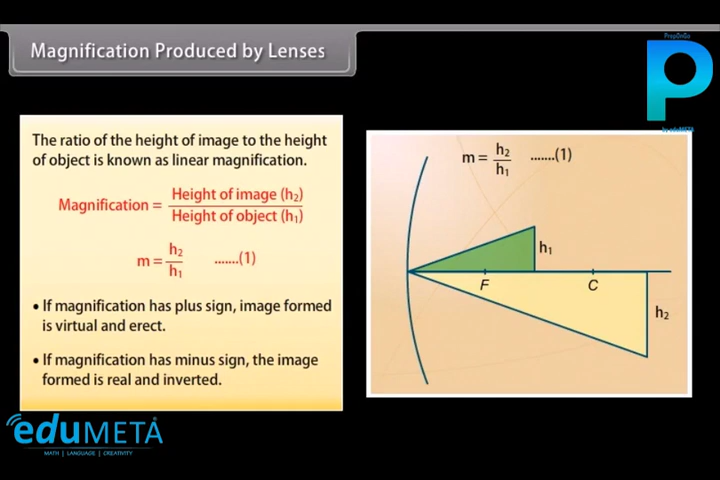 Magnification Produced by Lenses
PrepOnGo
P
by eduMETA
The ratio of the height of image to the height
of object is known as linear magnification.
Magnification = Height of image (h₂) / Height of object (h₁)
m = h₂ / h₁ .......(1)
• If magnification has plus sign, image formed
is virtual and erect.
• If magnification has minus sign, the image
formed is real and inverted.
m = h₂ / h₁ .......(1)
h₁
F
C
h₂
eduMETA
MATH | LANGUAGE | CREATIVITY